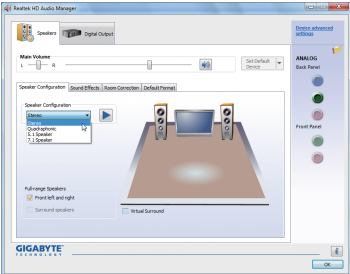 Realtek HD Audio Manager
Speakers
Digital Output
Device advanced settings
Main Volume
L
R
Set Default Device
ANALOG
Back Panel
Front Panel
Speaker Configuration
Sound Effects
Room Correction
Default Format
Speaker Configuration
Stereo
Stereo
Quadraphonic
5.1 Speaker
7.1 Speaker
Full-range Speakers
Front left and right
Surround speakers
Virtual Surround
GIGABYTE
TECHNOLOGY
OK